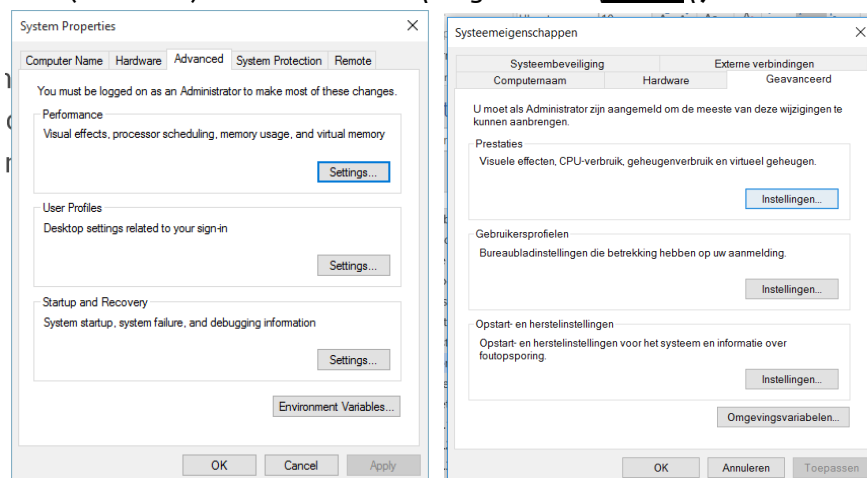 System Properties
Computer Name Hardware Advanced System Protection Remote
You must be logged on as an Administrator to make most of these changes.
Performance
Visual effects, processor scheduling, memory usage, and virtual memory
Settings...
User Profiles
Desktop settings related to your sign-in
Settings...
Startup and Recovery
System startup, system failure, and debugging information
Settings...
Environment Variables...
OK Cancel Apply
Systeemeigenschappen
Systeembeveiliging Externe verbindingen
Computernaam Hardware Geavanceerd
U moet als Administrator zijn aangemeld om de meeste van deze wijzigingen te
kunnen aanbrengen.
Prestaties
Visuele effecten, CPU-verbruik, geheugenverbruik en virtueel geheugen.
Instellingen...
Gebruikersprofielen
Bureaubladinstellingen die betrekking hebben op uw aanmelding.
Instellingen...
Opstart- en herstelinstellingen
Opstart- en herstelinstellingen voor het systeem en informatie over
foutopsporing.
Instellingen...
Omgevingsvariabelen...
OK Annuleren Toepassen